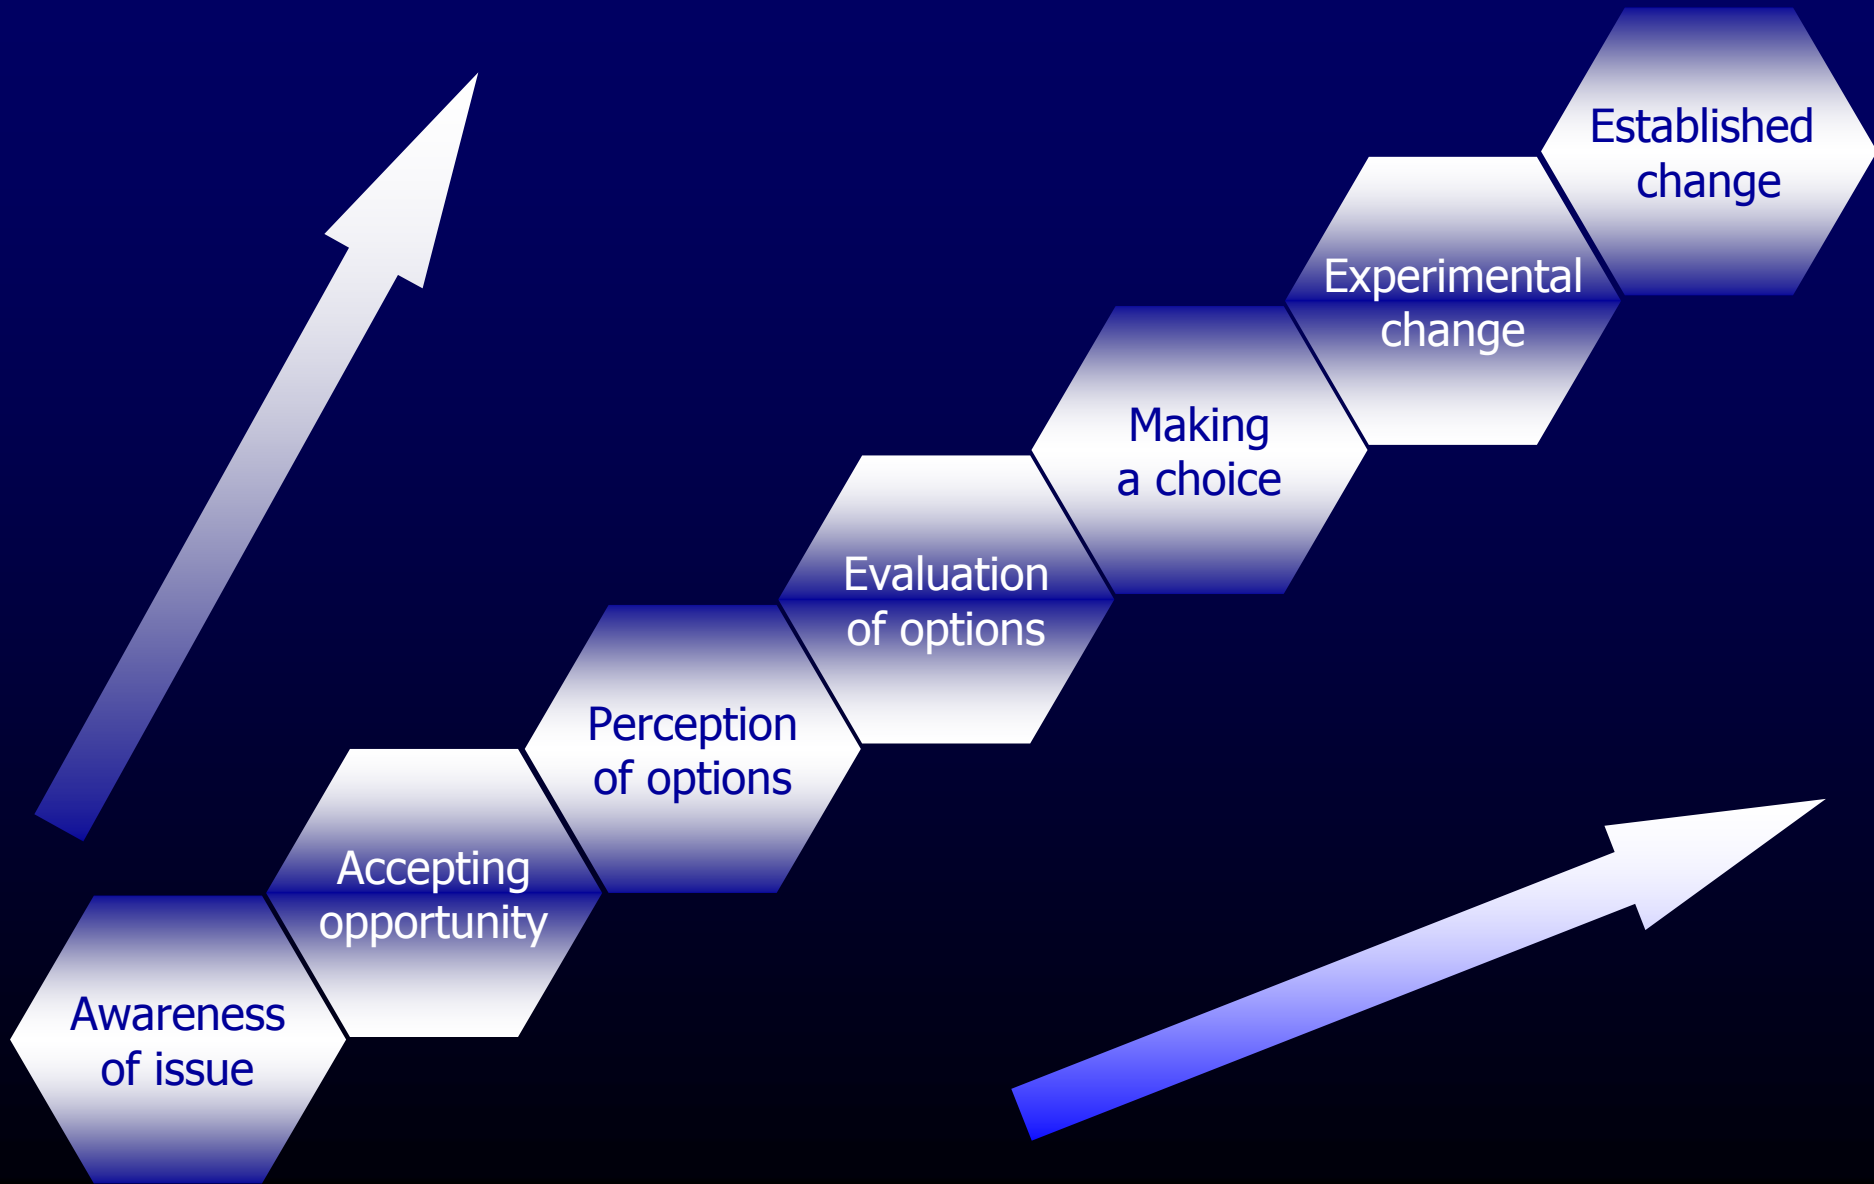 Established
change
Experimental
change
Making
a choice
Evaluation
of options
Perception
of options
Accepting
opportunity
Awareness
of issue